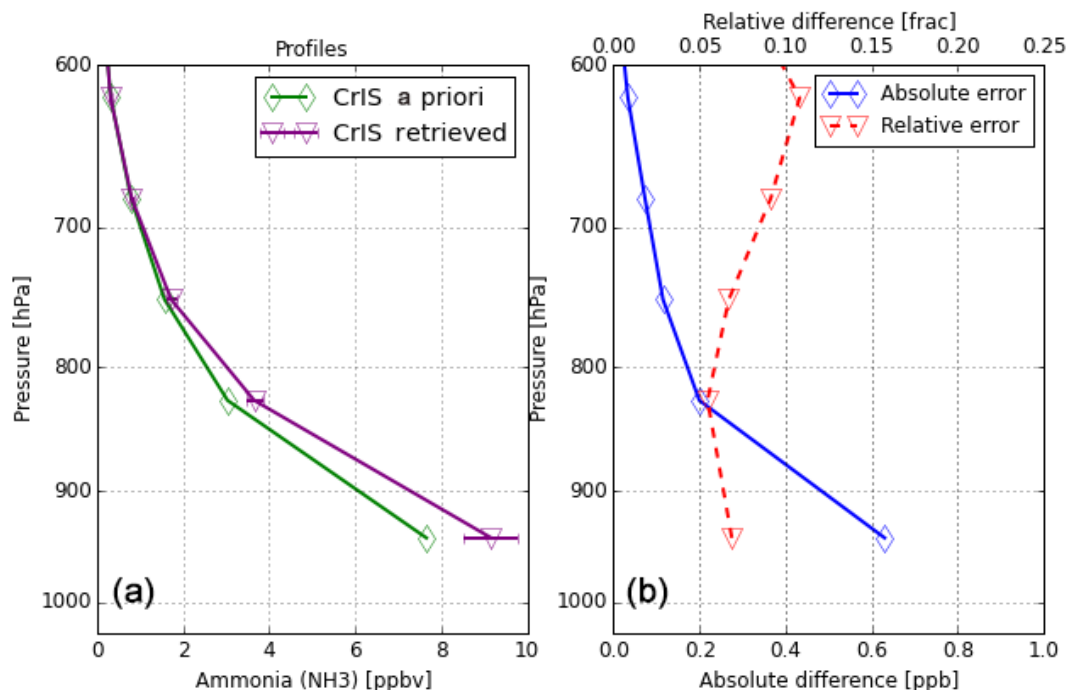 Profiles
600
700
800
900
1000
Pressure [hPa]
0 2 4 6 8 10
Ammonia (NH3) [ppbv]
CrIS a priori
CrIS retrieved
(a)
Relative difference [frac]
0.00 0.05 0.10 0.15 0.20 0.25
Absolute error
Relative error
600
700
800
900
1000
Pressure [hPa]
(b)
0.0 0.2 0.4 0.6 0.8 1.0
Absolute difference [ppb]